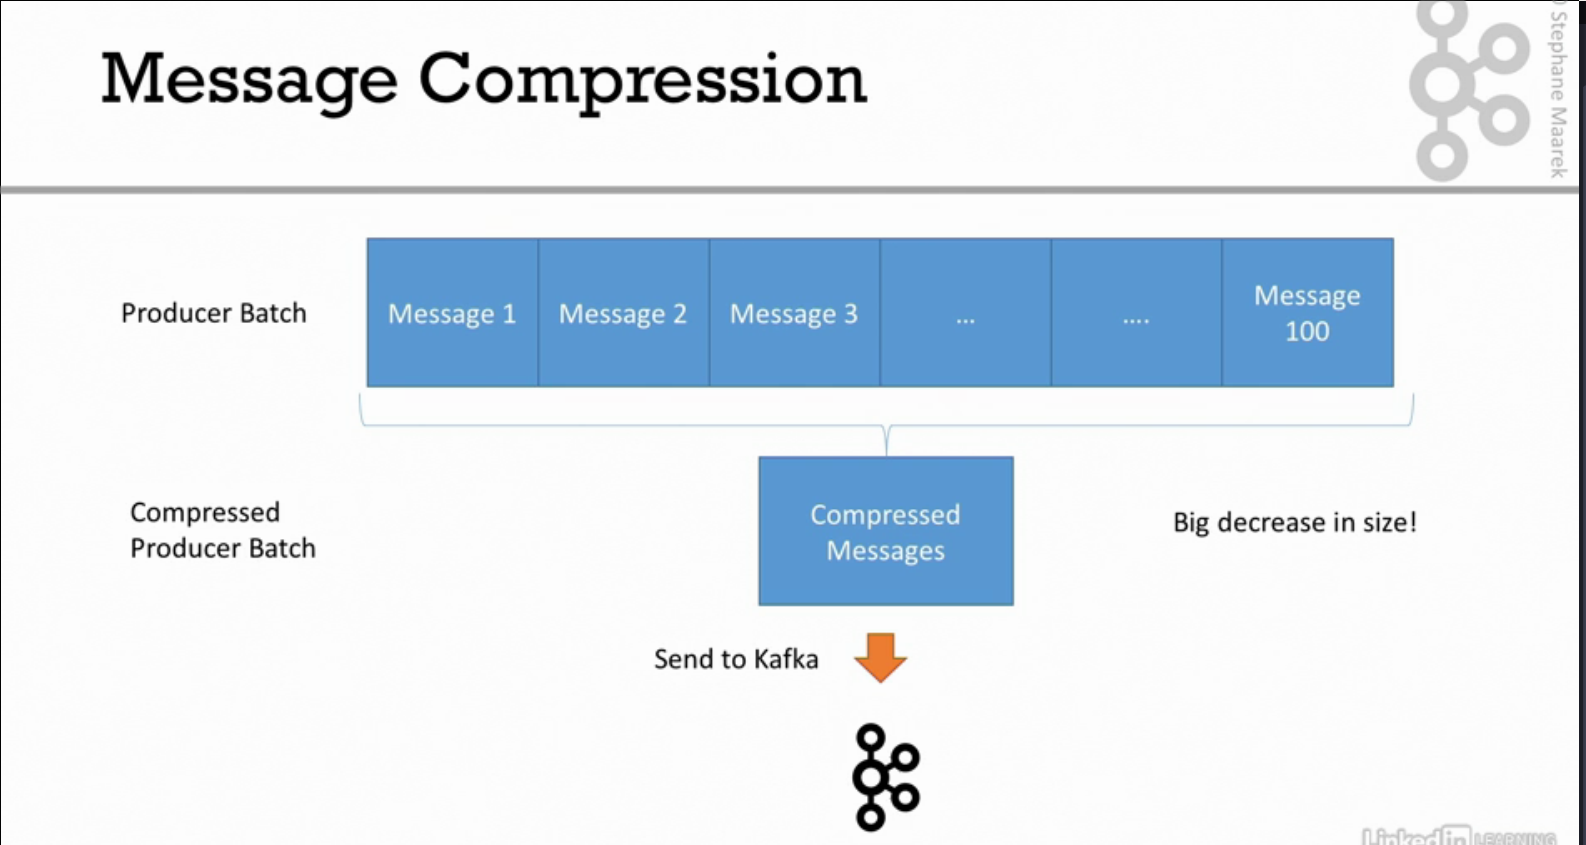 Message Compression
Stephane Maarek
Producer Batch
Message 1
Message 2
Message 3
...
....
Message
100
Compressed
Producer Batch
Compressed
Messages
Big decrease in size!
Send to Kafka
LinkedIn LEARNING